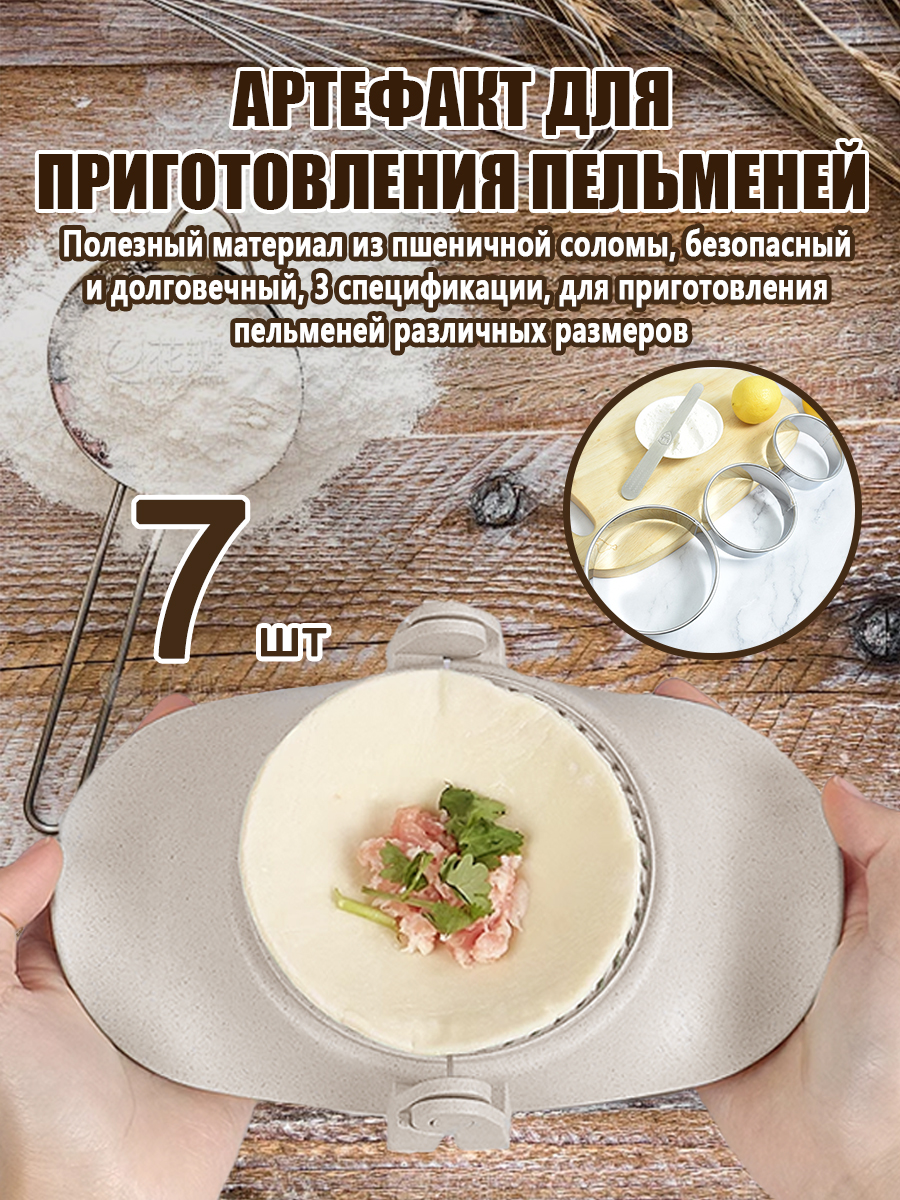 АРТЕФАКТ ДЛЯ
ПРИГОТОВЛЕНИЯ ПЕЛЬМЕНЕЙ
Полезный материал из пшеничной соломы, безопасный
и долговечный, 3 спецификации, для приготовления
пельменей различных размеров
7
шт